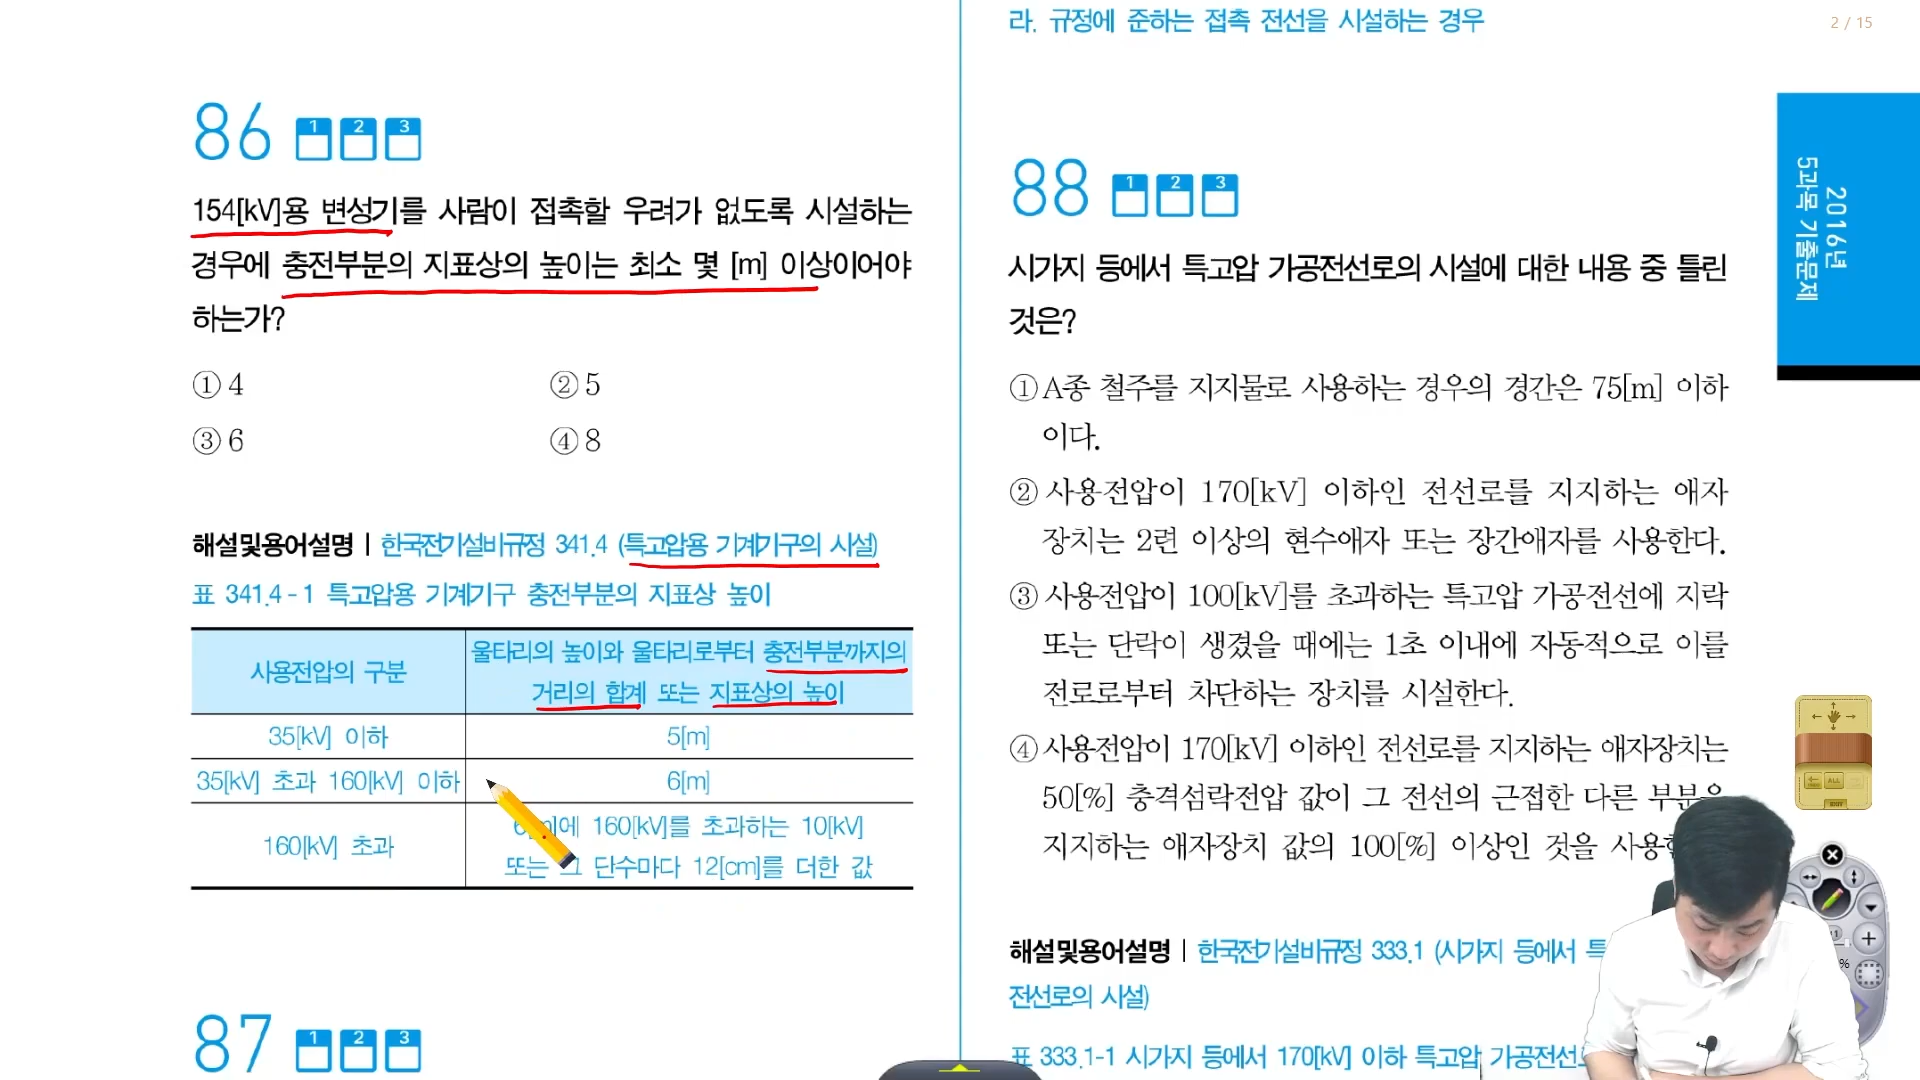 2 / 15
86 1 2 3
154[kV]용 변성기를 사람이 접촉할 우려가 없도록 시설하는
경우에 충전부분의 지표상의 높이는 최소 몇 [m] 이상이어야
하는가?
① 4 ② 5
③ 6 ④ 8
해설및용어설명 | 한국전기설비규정 341.4 (특고압용 기계기구의 시설)
표 341.4-1 특고압용 기계기구 충전부분의 지표상 높이
사용전압의 구분
울타리의 높이와 울타리로부터 충전부분까지의
거리의 합계 또는 지표상의 높이
35[kV] 이하 5[m]
35[kV] 초과 160[kV] 이하 6[m]
160[kV] 초과
6[m]에 160[kV]를 초과하는 10[kV]
또는 그 단수마다 12[cm]를 더한 값
87 1 2 3
라. 규정에 준하는 접촉 전선을 시설하는 경우
88 1 2 3
시가지 등에서 특고압 가공전선로의 시설에 대한 내용 중 틀린
것은?
① A종 철주를 지지물로 사용하는 경우의 경간은 75[m] 이하
이다.
② 사용전압이 170[kV] 이하인 전선로를 지지하는 애자
장치는 2련 이상의 현수애자 또는 장간애자를 사용한다.
③ 사용전압이 100[kV]를 초과하는 특고압 가공전선에 지락
또는 단락이 생겼을 때에는 1초 이내에 자동적으로 이를
전로로부터 차단하는 장치를 시설한다.
④ 사용전압이 170[kV] 이하인 전선로를 지지하는 애자장치는
50[%] 충격섬락전압 값이 그 전선의 근접한 다른 부분을
지지하는 애자장치 값의 100[%] 이상인 것을
해설및용어설명 | 한국전기설비규정 333.1 (시가지 등에서
전선로의 시설)
표 333.1-1 시가지 등에서 170[kV] 이하 특고압
2016년
5과목 기출문제
ALL
%